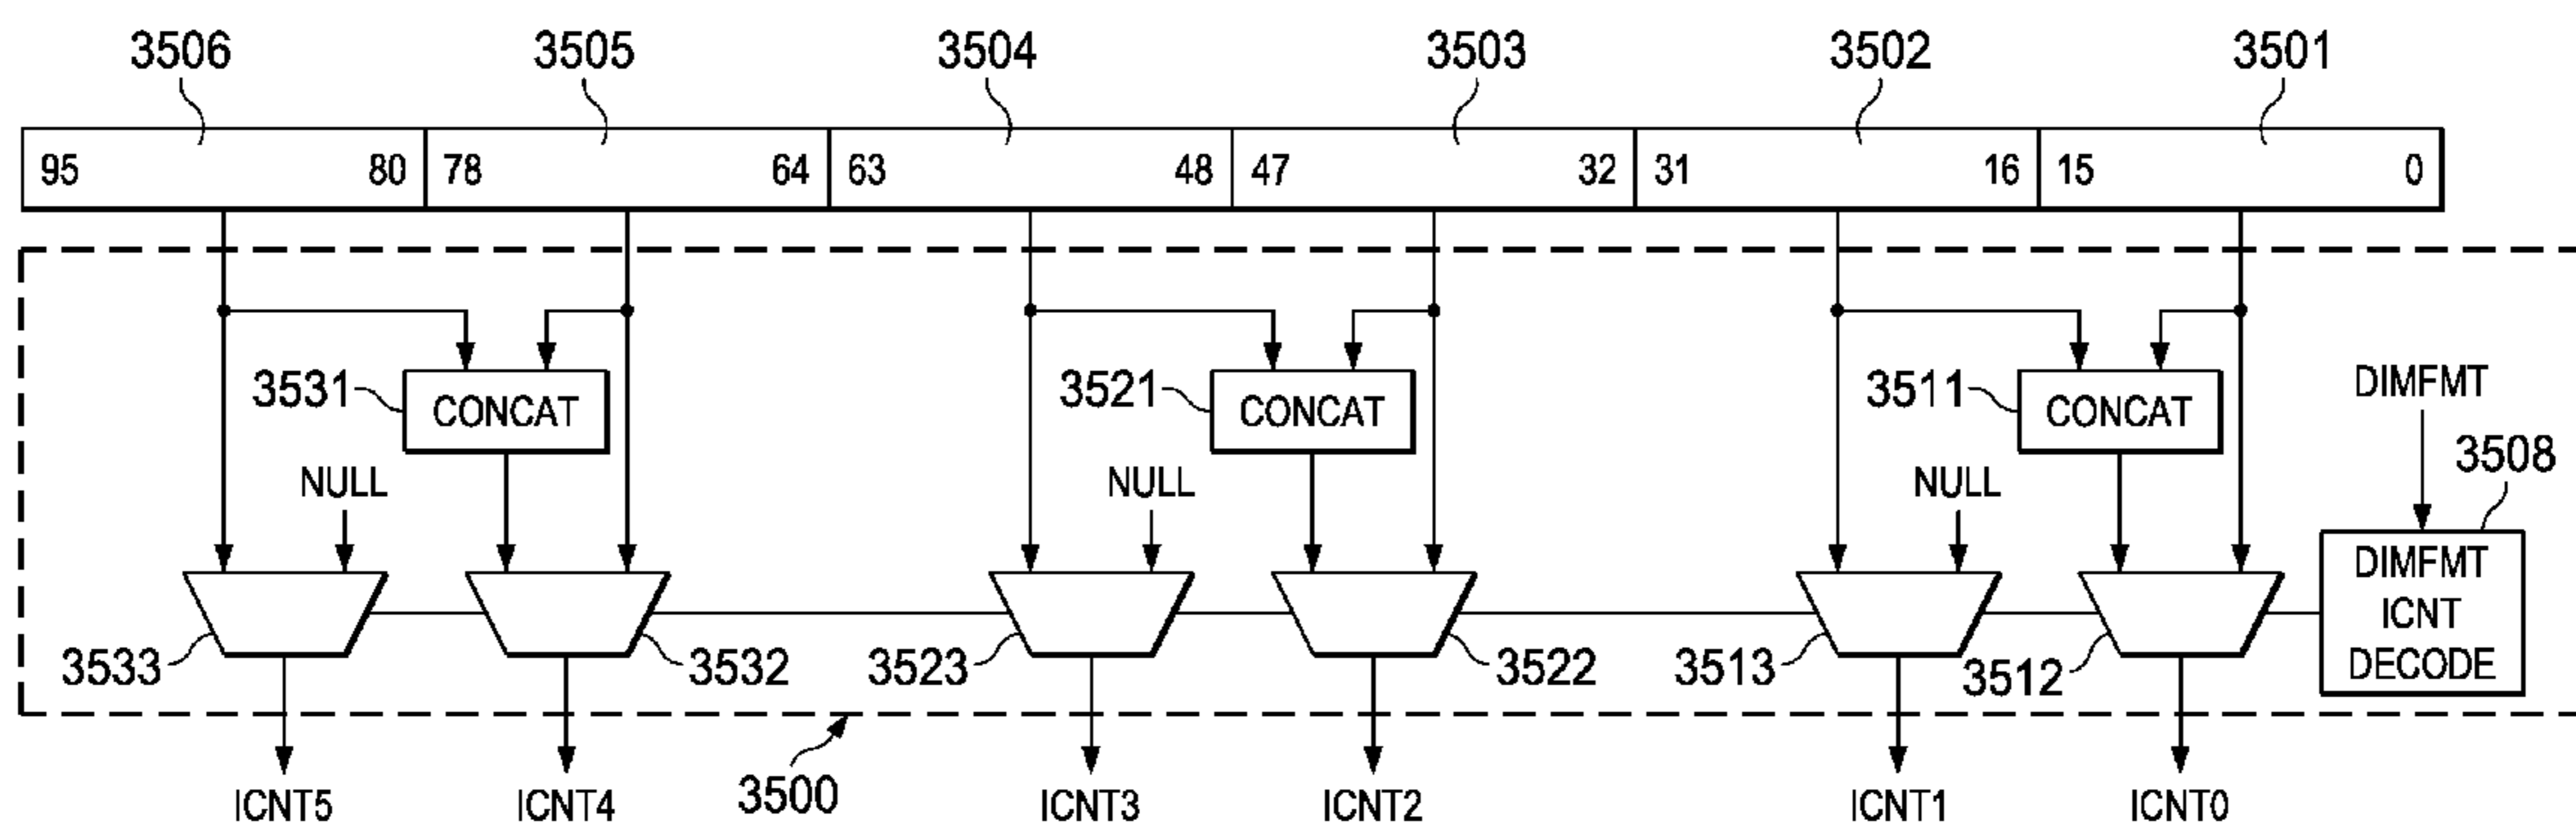 3506 3505 3504 3503 3502 3501
95 80 78 64 63 48 47 32 31 16 15 0
3531 CONCAT 3521 CONCAT 3511 CONCAT DIMFMT
NULL NULL NULL 3508
DIMFMT
ICNT
DECODE
3533 3532 3523 3522 3513 3512
3500
ICNT5 ICNT4 ICNT3 ICNT2 ICNT1 ICNT0